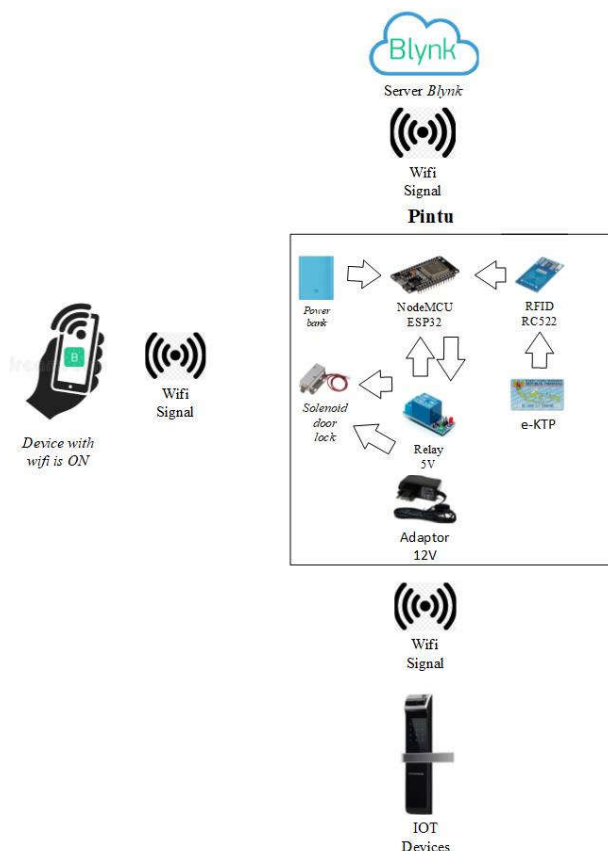 Blynk
Server Blynk
Wifi
Signal
Pintu
Power
bank
NodeMCU
ESP32
RFID
RC522
B
Wifi
Signal
Device with
wifi is ON
Solenoid
door
lock
Relay
5V
e-KTP
Adaptor
12V
Wifi
Signal
IOT
Devices